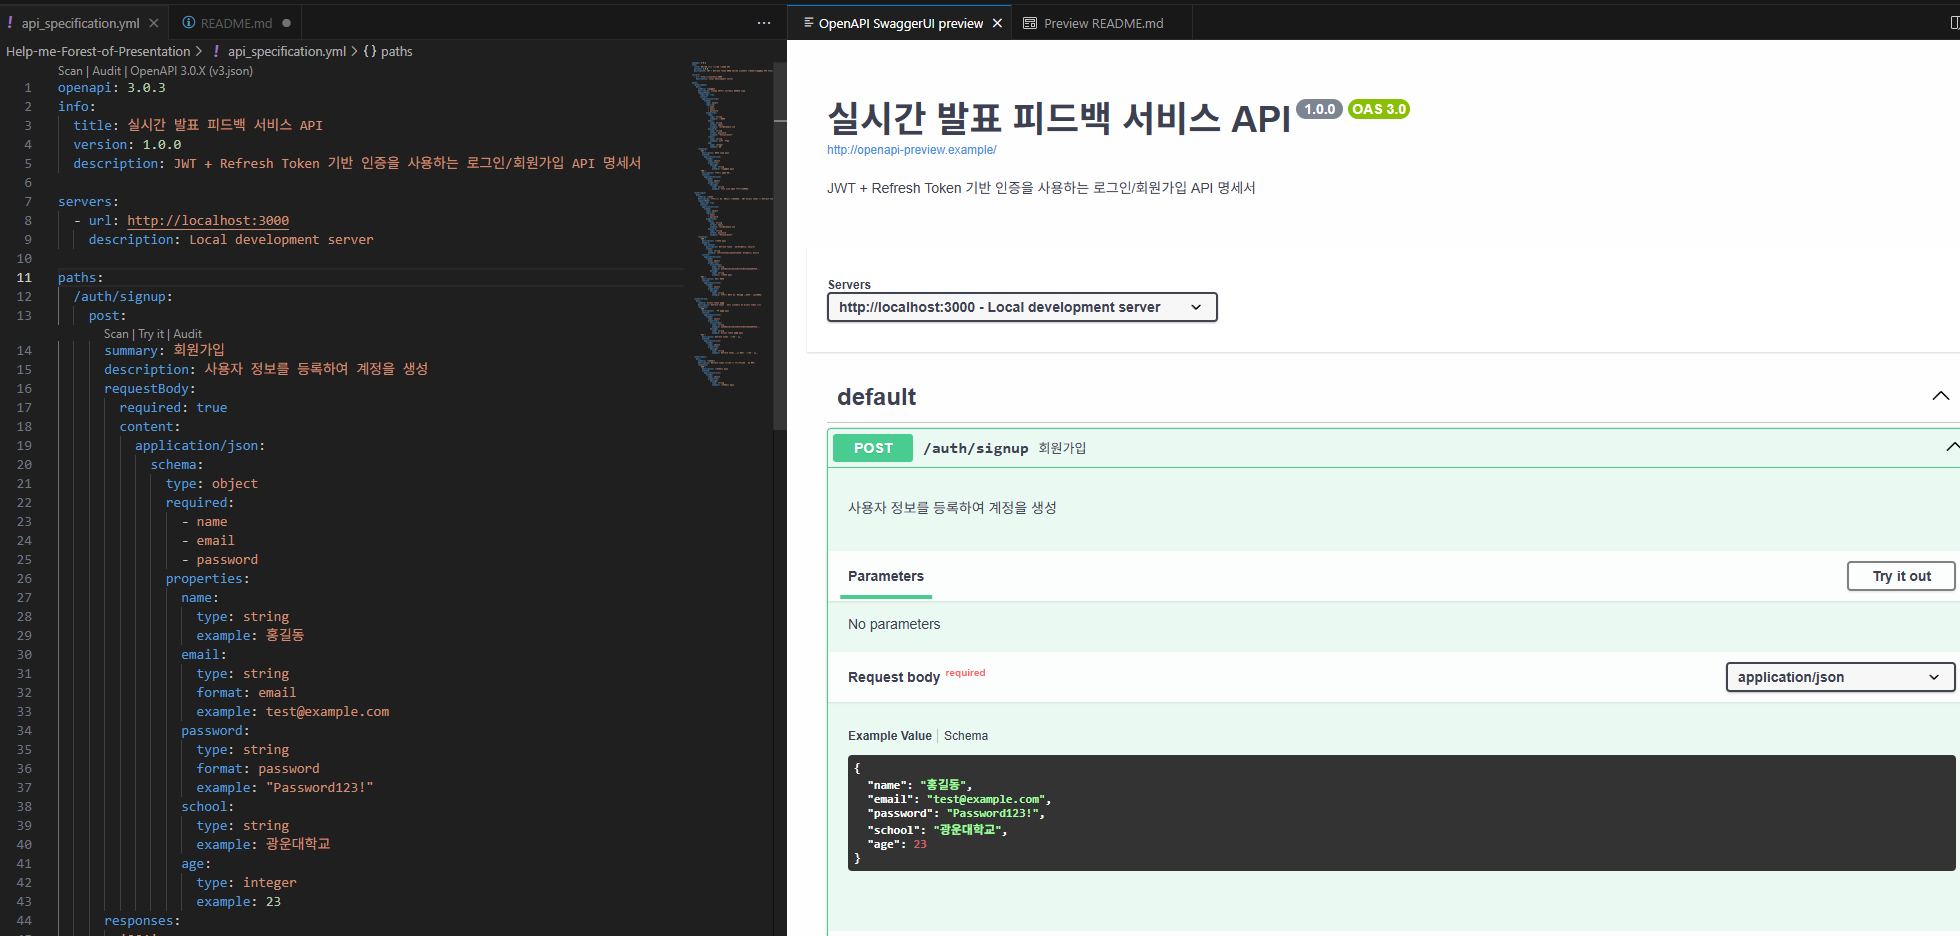 api_specification.yml
README.md
Help-me-Forest-of-Presentation > ! api_specification.yml > {} paths
Scan | Audit | OpenAPI 3.0.X (v3.json)
1 openapi: 3.0.3
2 info:
3 title: 실시간 발표 피드백 서비스 API
4 version: 1.0.0
5 description: JWT + Refresh Token 기반 인증을 사용하는 로그인/회원가입 API 명세서
6
7 servers:
8 - url: http://localhost:3000
9 description: Local development server
10
11 paths:
12 /auth/signup:
13 post:
Scan | Try it | Audit
14 summary: 회원가입
15 description: 사용자 정보를 등록하여 계정을 생성
16 requestBody:
17 required: true
18 content:
19 application/json:
20 schema:
21 type: object
22 required:
23 - name
24 - email
25 - password
26 properties:
27 name:
28 type: string
29 example: 홍길동
30 email:
31 type: string
32 format: email
33 example: test@example.com
34 password:
35 type: string
36 format: password
37 example: "Password123!"
38 school:
39 type: string
40 example: 광운대학교
41 age:
42 type: integer
43 example: 23
44 responses:
OpenAPI SwaggerUI preview
Preview README.md
실시간 발표 피드백 서비스 API 1.0.0 OAS 3.0
http://openapi-preview.example/
JWT + Refresh Token 기반 인증을 사용하는 로그인/회원가입 API 명세서
Servers
http://localhost:3000 - Local development server
default
POST /auth/signup 회원가입
사용자 정보를 등록하여 계정을 생성
Parameters
Try it out
No parameters
Request body required
application/json
Example Value | Schema
{
"name": "홍길동",
"email": "test@example.com",
"password": "Password123!",
"school": "광운대학교",
"age": 23
}